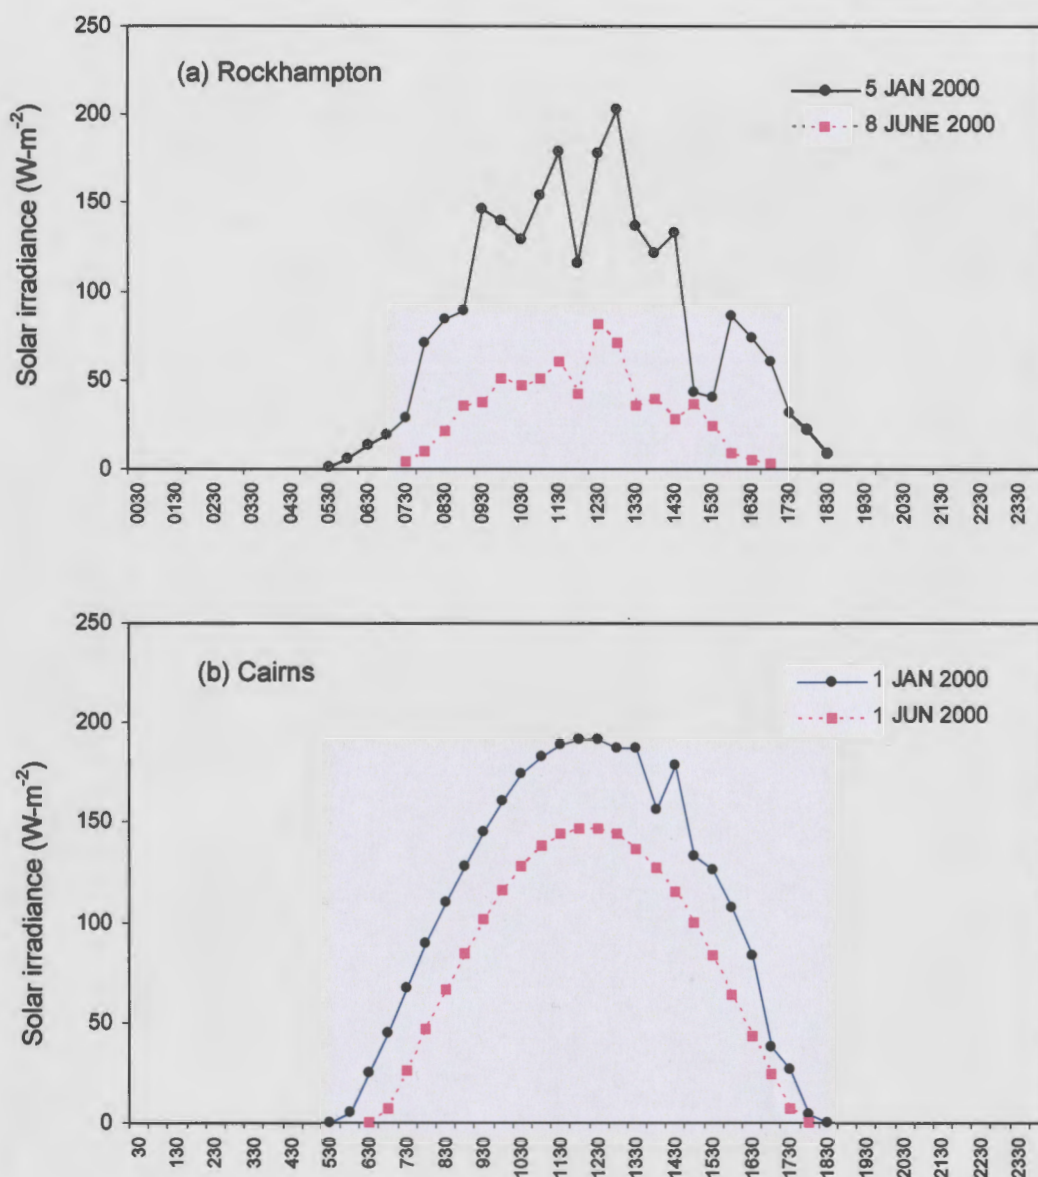 250
200
150
100
50
0
Solar irradiance (W-m-2)
(a) Rockhampton
5 JAN 2000
8 JUNE 2000
0030 0130 0230 0330 0430 0530 0630 0730 0830 0930 1030 1130 1230 1330 1430 1530 1630 1730 1830 1930 2030 2130 2230 2330
250
200
150
100
50
0
Solar irradiance (W-m-2)
(b) Cairns
1 JAN 2000
1 JUN 2000
30 130 230 330 430 530 630 730 830 930 1030 1130 1230 1330 1430 1530 1630 1730 1830 1930 2030 2130 2230 2330